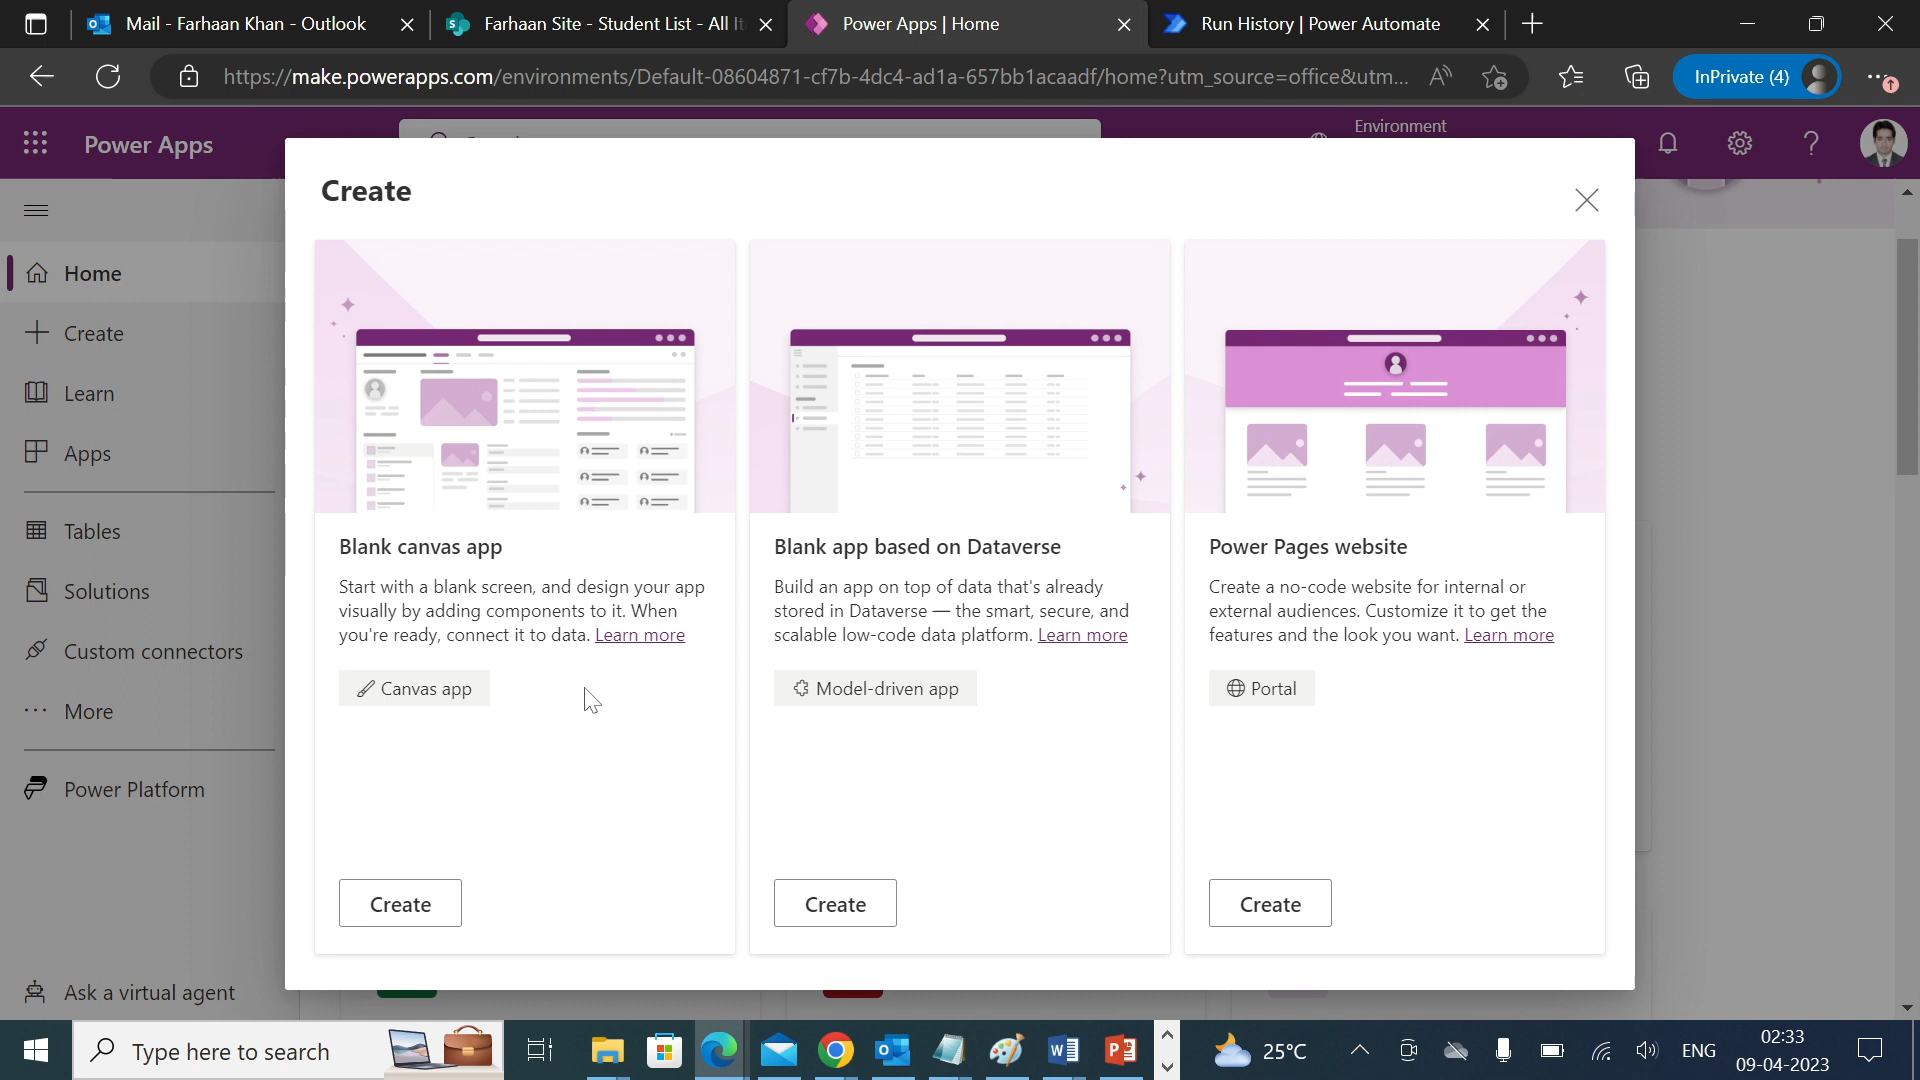 Mail - Farhaan Khan - Outlook
Farhaan Site - Student List - All It
Power Apps | Home
Run History | Power Automate
https://make.powerapps.com/environments/Default-08604871-cf7b-4dc4-ad1a-657bb1acaadf/home?utm_source=office&utm...
InPrivate (4)
Power Apps
Environment
Home
Create
Learn
Apps
Tables
Solutions
Custom connectors
More
Power Platform
Ask a virtual agent
Create
Blank canvas app
Start with a blank screen, and design your app
visually by adding components to it. When
you're ready, connect it to data. Learn more
Canvas app
Create
Blank app based on Dataverse
Build an app on top of data that's already
stored in Dataverse — the smart, secure, and
scalable low-code data platform. Learn more
Model-driven app
Create
Power Pages website
Create a no-code website for internal or
external audiences. Customize it to get the
features and the look you want. Learn more
Portal
Create
Type here to search
25°C
ENG
02:33
09-04-2023